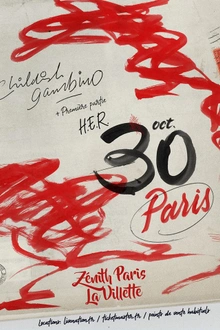 Childish
gambino
+ Première partie
H.E.R
30 oct.
Paris
Zénith Paris
La Villette
Locations: livenation.fr / ticketmaster.fr / points de vente habituels